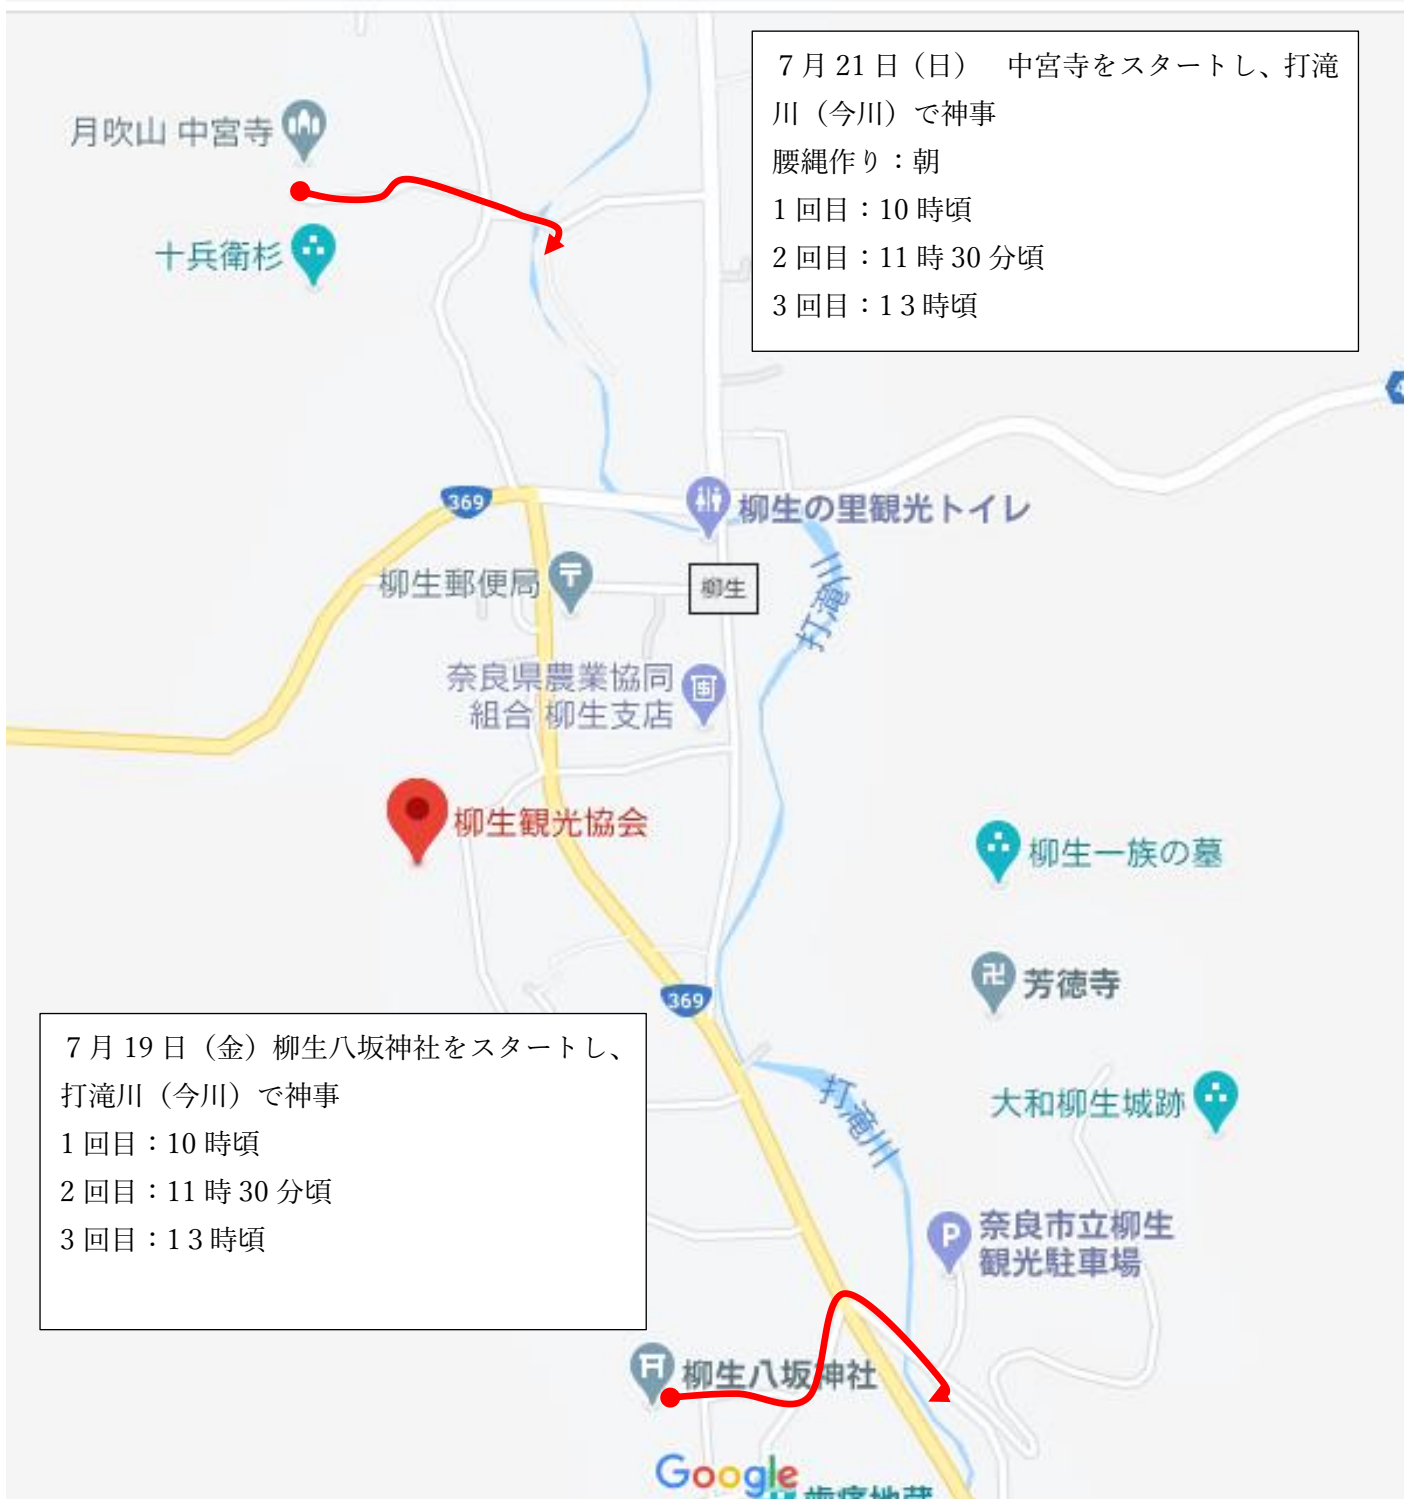 7月21日（日）　中宮寺をスタートし、打滝
川（今川）で神事
腰縄作り：朝
1回目：10時頃
2回目：11時30分頃
3回目：13時頃
月吹山 中宮寺
十兵衛杉
369
柳生の里観光トイレ
柳生郵便局
柳生
打滝川
奈良県農業協同
組合 柳生支店
柳生観光協会
柳生一族の墓
芳徳寺
369
7月19日（金）柳生八坂神社をスタートし、
打滝川（今川）で神事
1回目：10時頃
2回目：11時30分頃
3回目：13時頃
打滝川
大和柳生城跡
P
奈良市立柳生
観光駐車場
柳生八坂神社
Google